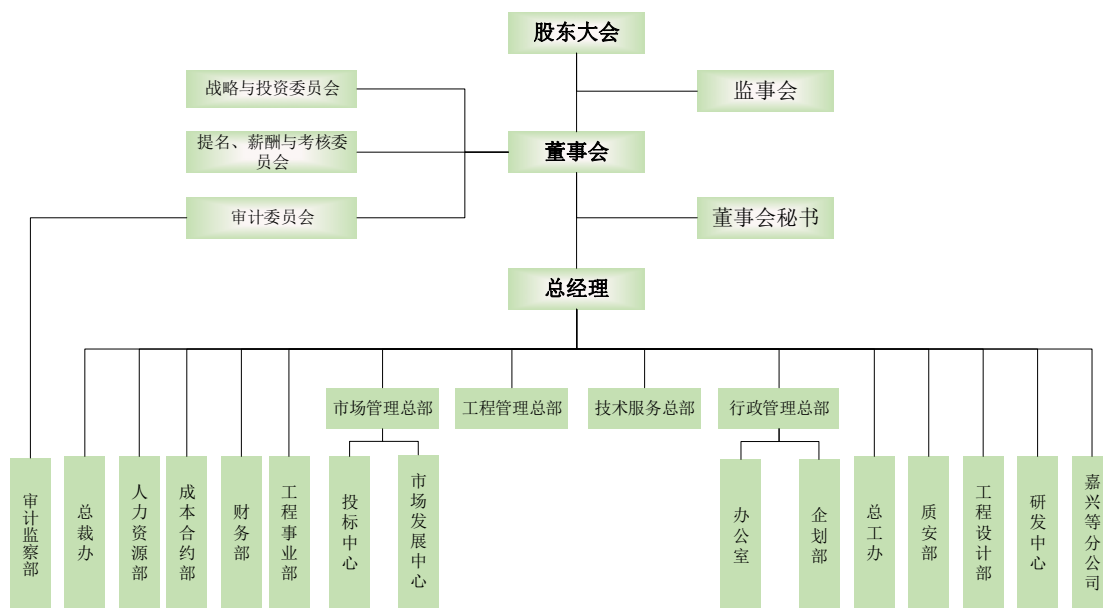 股东大会
战略与投资委员会
监事会
提名、薪酬与考核委
员会
董事会
审计委员会
董事会秘书
总经理
市场管理总部
工程管理总部
技术服务总部
行政管理总部
审计监察部
总裁办
人力资源部
成本合约部
财务部
工程事业部
投标中心
市场发展中心
办公室
企划部
总工办
质安部
工程设计部
研发中心
嘉兴等分公司